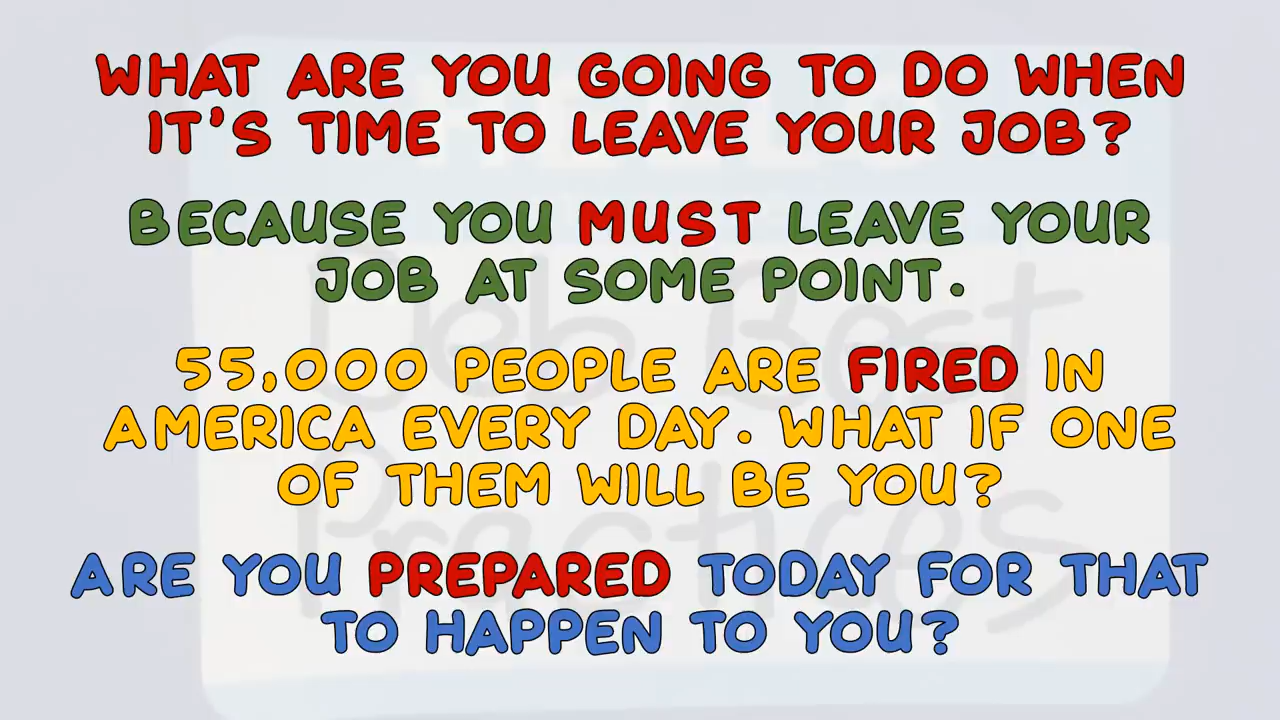 WHAT ARE YOU GOING TO DO WHEN
IT'S TIME TO LEAVE YOUR JOB?
BECAUSE YOU MUST LEAVE YOUR
JOB AT SOME POINT.
55,000 PEOPLE ARE FIRED IN
AMERICA EVERY DAY. WHAT IF ONE
OF THEM WILL BE YOU?
ARE YOU PREPARED TODAY FOR THAT
TO HAPPEN TO YOU?
Best
Practices